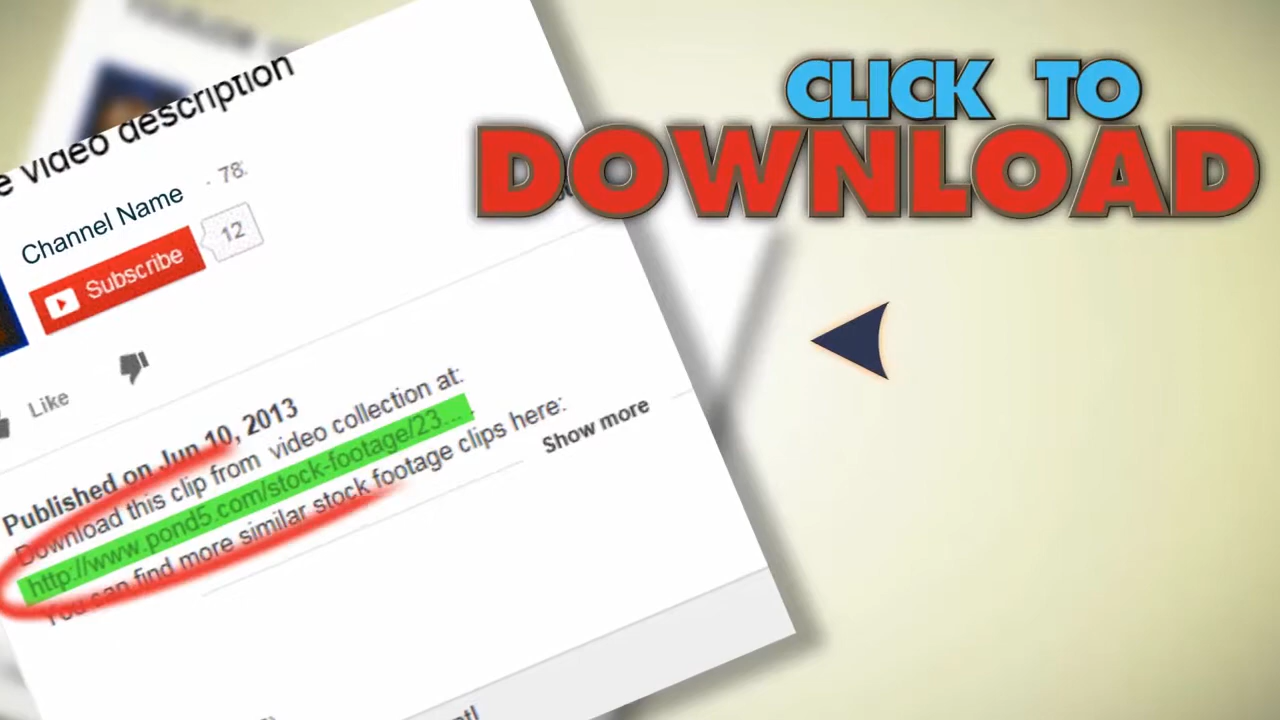 CLICK TO
DOWNLOAD
video description
Channel Name
78
Subscribe
12
Like
Published on Jun 10, 2013
Download this clip from video collection at:
http://www.pond5.com/stock-footage/23...
You can find more similar stock footage clips here:
Show more